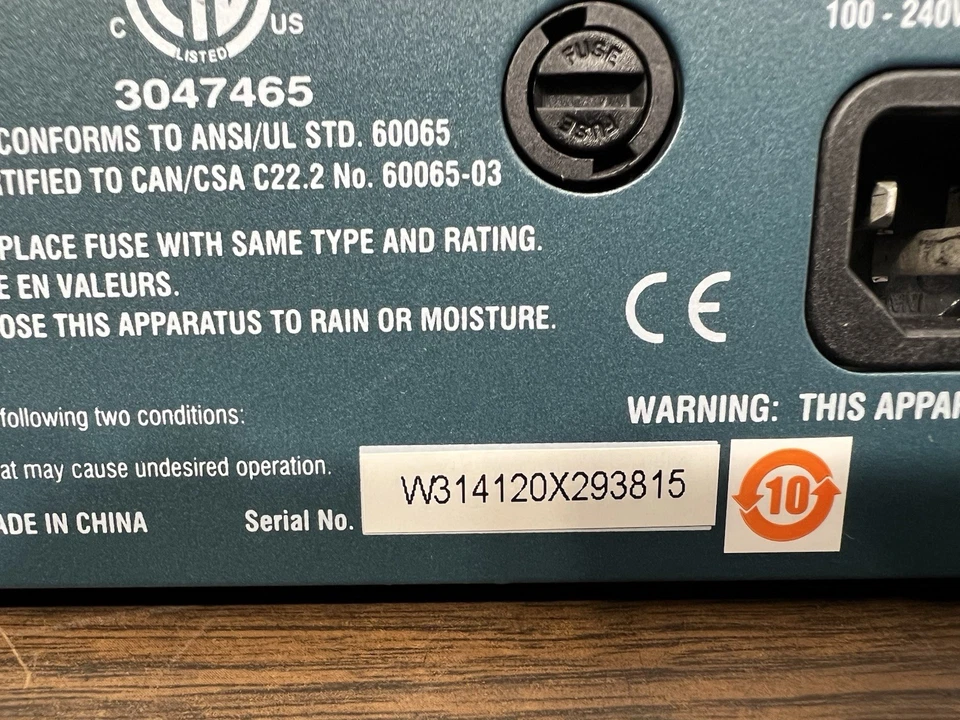 C US
LISTED
3047465
CONFORMS TO ANSI/UL STD. 60065
TIFIED TO CAN/CSA C22.2 No. 60065-03
PLACE FUSE WITH SAME TYPE AND RATING.
E EN VALEURS.
OSE THIS APPARATUS TO RAIN OR MOISTURE.
following two conditions:
at may cause undesired operation.
ADE IN CHINA
Serial No.
W314120X293815
FUSE
FUSE
100 - 240V
CE
WARNING: THIS APPAR
10